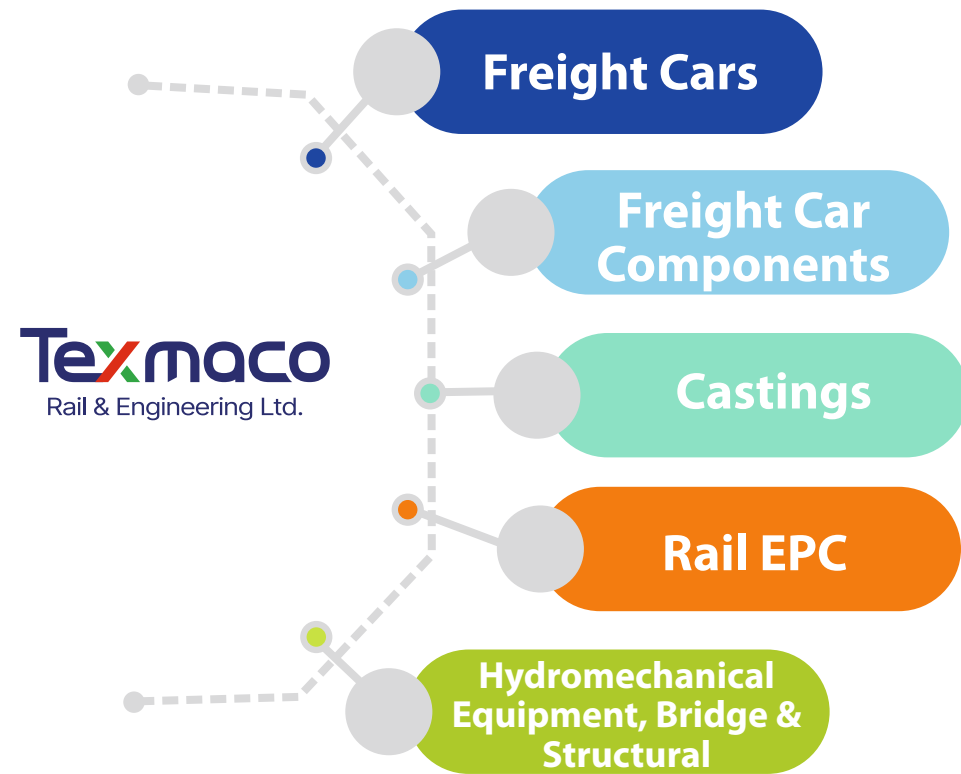 Freight Cars
Freight Car
Components
Texmaco
Rail & Engineering Ltd.
Castings
Rail EPC
Hydromechanical
Equipment, Bridge &
Structural